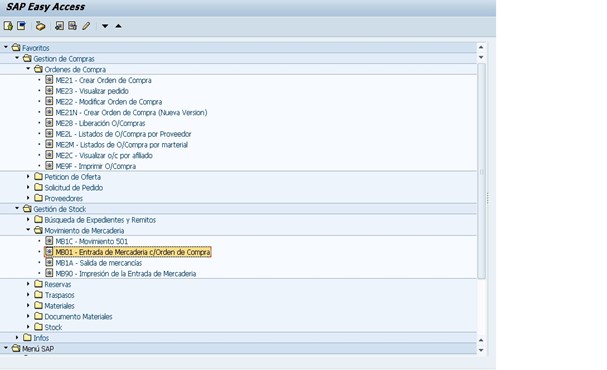 SAP Easy Access
Favoritos
Gestion de Compras
Ordenes de Compra
ME21 - Crear Orden de Compra
ME23 - Visualizar pedido
ME22 - Modificar Orden de Compra
ME21N - Crear Orden de Compra (Nueva Version)
ME28 - Liberación O/Compras
ME2L - Listados de O/Compra por Proveedor
ME2M - Listados de O/Compra por marterial
ME2C - Visualizar o/c por afiliado
ME9F - Imprimir O/Compra
Peticion de Oferta
Solicitud de Pedido
Proveedores
Gestión de Stock
Búsqueda de Expedientes y Remitos
Movimiento de Mercaderia
MB1C - Movimiento 501
MB01 - Entrada de Mercaderia c/Orden de Compra
MB1A - Salida de mercancias
MB90 - Impresión de la Entrada de Mercaderia
Reservas
Traspasos
Materiales
Documento Materiales
Stock
Infos
Menú SAP